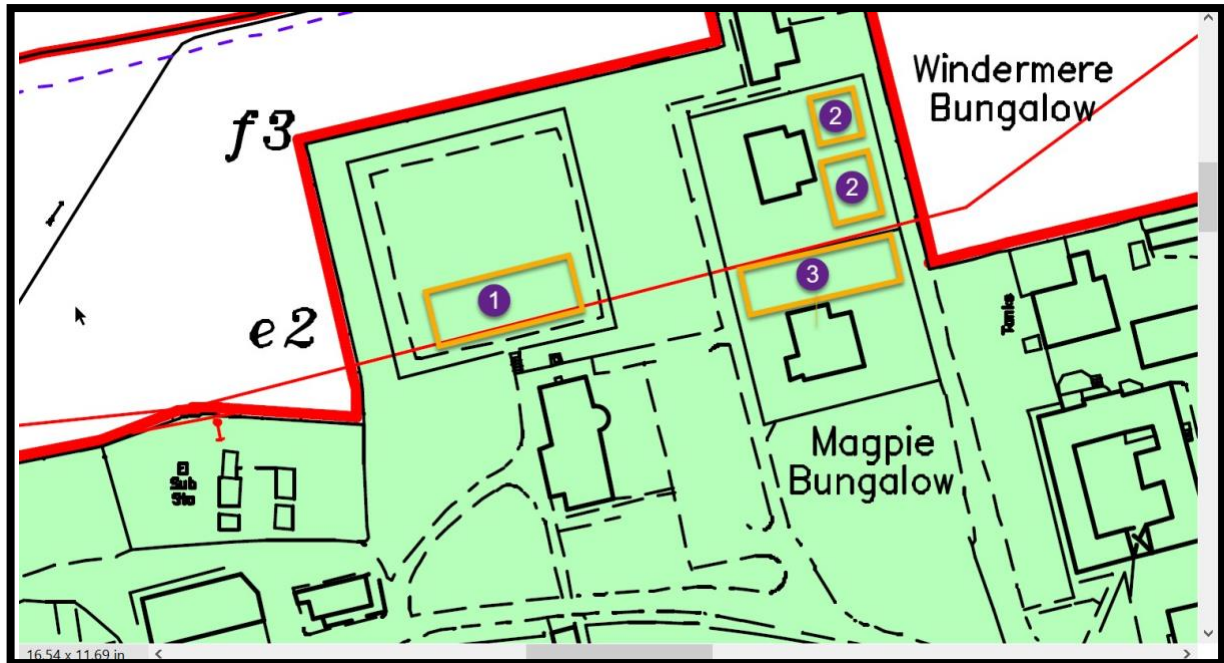 Windermere
Bungalow
f3
2
2
1
3
e2
Tanks
Magpie
Bungalow
El
Sub
Sta
16.54 x 11.69 in